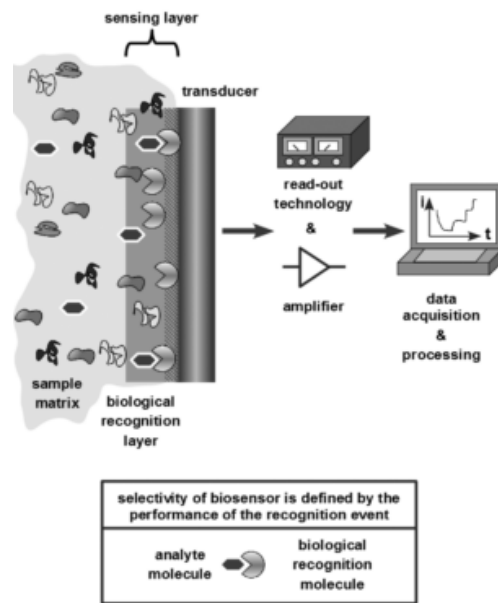 sensing layer
transducer
read-out
technology
&
amplifier
i
t
data
acquisition
&
processing
sample
matrix
biological
recognition
layer
selectivity of biosensor is defined by the
performance of the recognition event
analyte
molecule
biological
recognition
molecule